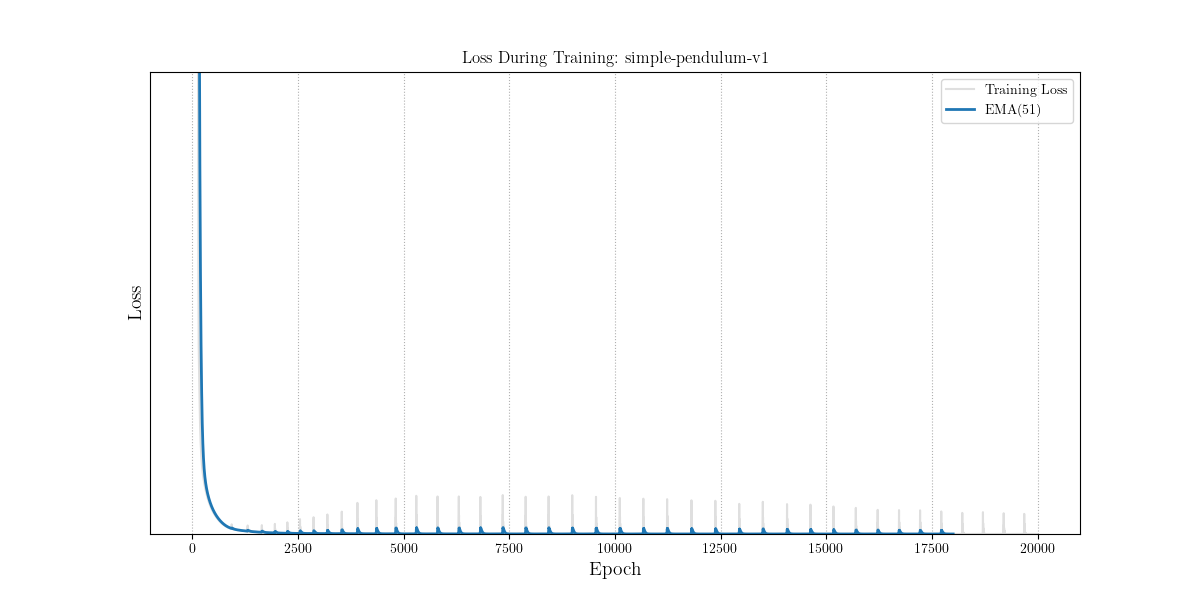 Loss During Training: simple-pendulum-v1
Training Loss
EMA(51)
Loss
0 2500 5000 7500 10000 12500 15000 17500 20000
Epoch